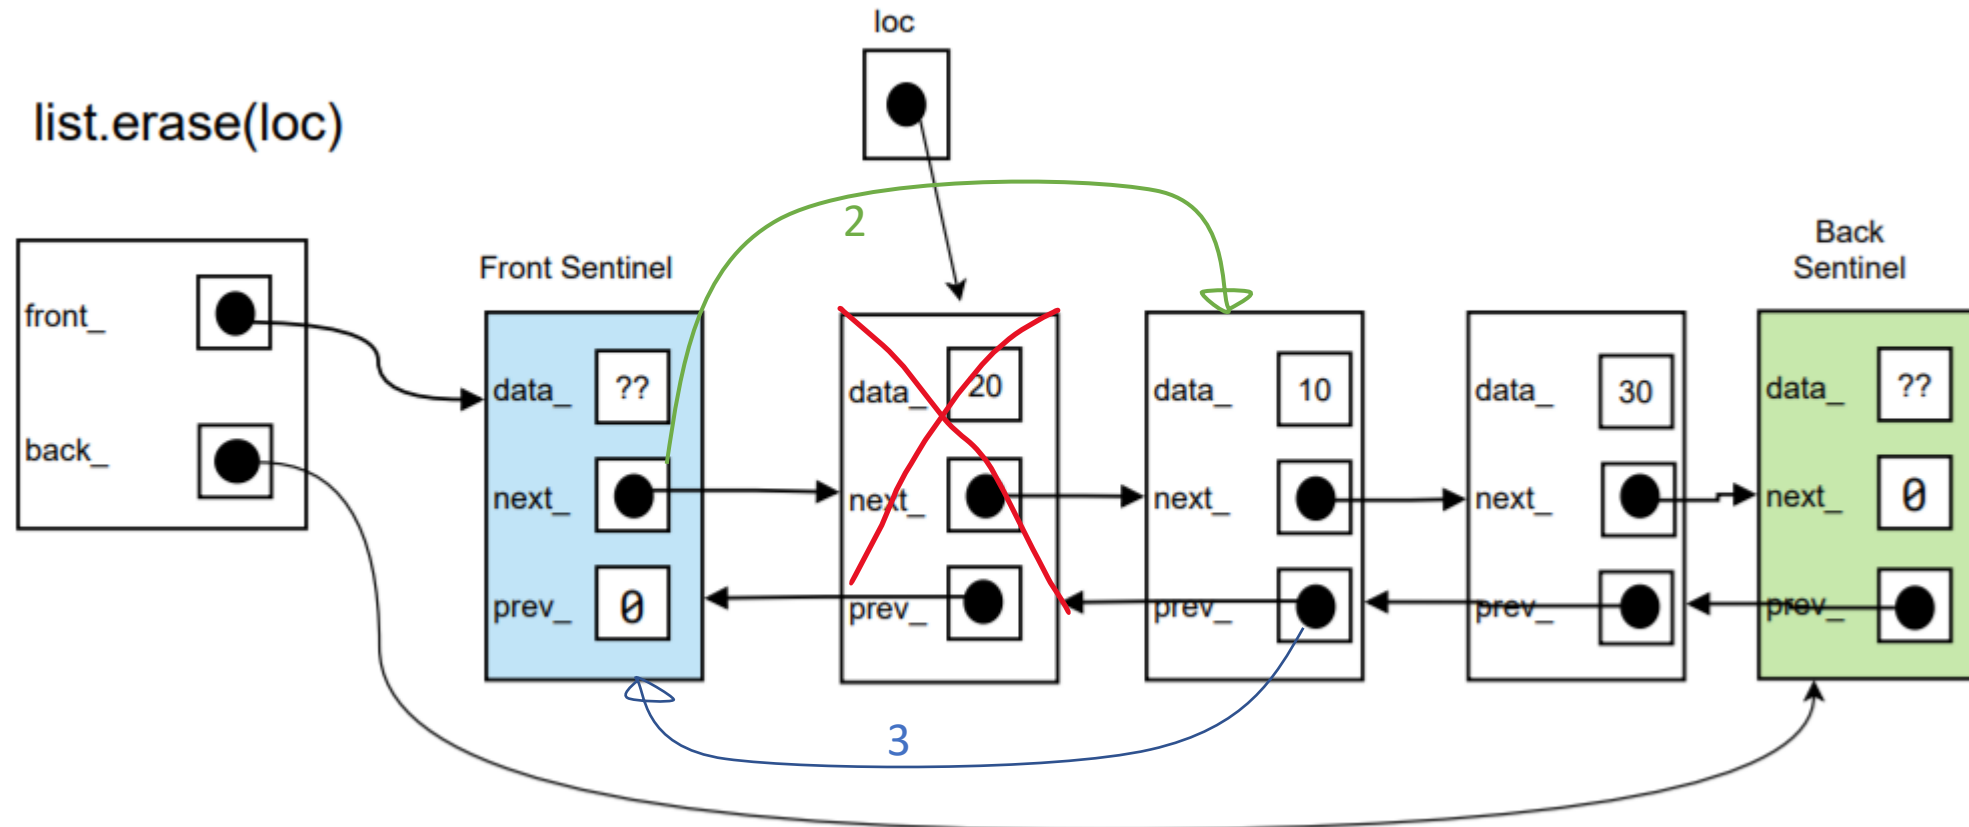 loc
list.erase(loc)
2
Back
Sentinel
Front Sentinel
front_
back_
data_ ??
next_
prev_ 0
data_ 20
next_
prev_
data_ 10
next_
prev_
data_ 30
next_
prev_
data_ ??
next_ 0
prev_
3